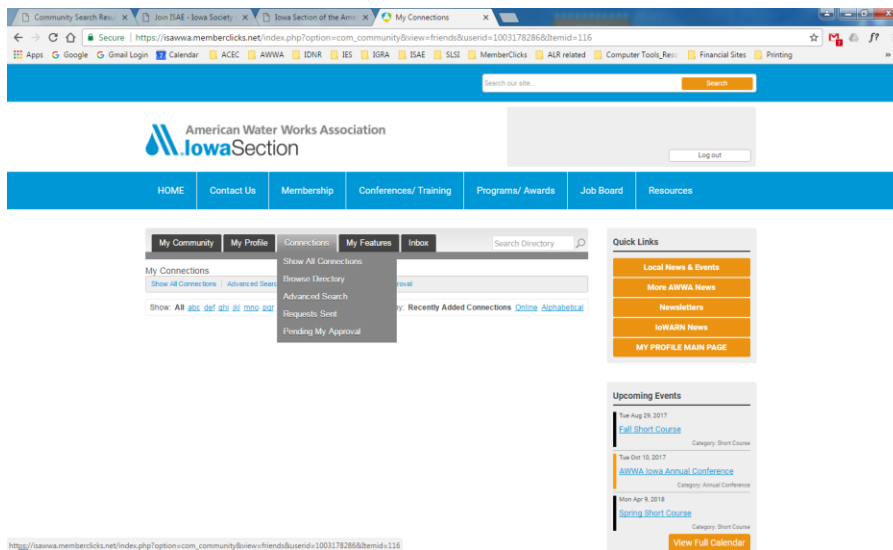 Community Search Resu
Join ISAE - Iowa Society
Iowa Section of the Ame
My Connections
Secure | https://isawwa.memberclicks.net/index.php?option=com_community&view=friends&userid=1003178286&Itemid=116
Apps Google Gmail Login Calendar ACEC AWWA IDNR IES IGRA ISAE SLSI MemberClicks ALR related Computer Tools_Res Financial Sites Printing
Search our site... Search
American Water Works Association
IowaSection
Log out
HOME Contact Us Membership Conferences/ Training Programs/ Awards Job Board Resources
My Community My Profile Connections My Features Inbox Search Directory
Show All Connections
Browse Directory
Advanced Search
Requests Sent
Pending My Approval
My Connections
Show All Connections | Advanced Sear roval
Show: All abc def ghi jkl mno pqr y: Recently Added Connections Online Alphabetical
Quick Links
Local News & Events
More AWWA News
Newsletters
IoWARN News
MY PROFILE MAIN PAGE
Upcoming Events
Tue Aug 29, 2017
Fall Short Course
Category: Short Course
Tue Oct 10, 2017
AWWA Iowa Annual Conference
Category: Annual Conference
Mon Apr 9, 2018
Spring Short Course
Category: Short Course
View Full Calendar
https://isawwa.memberclicks.net/index.php?option=com_community&view=friends&userid=1003178286&Itemid=116